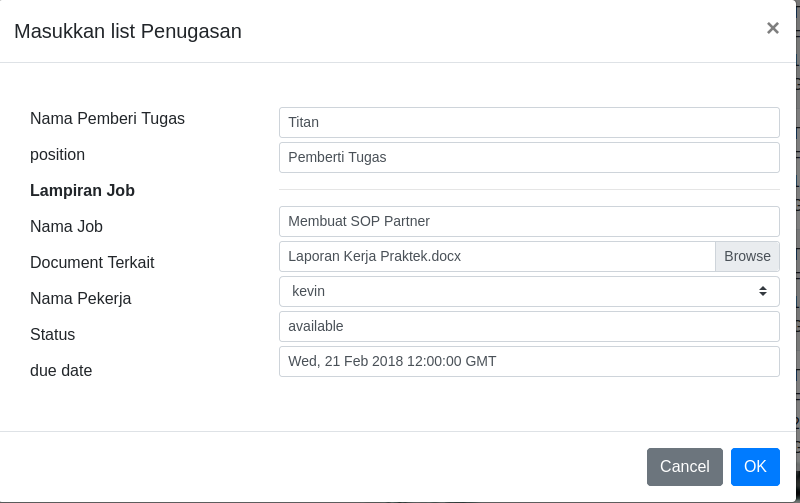 Masukkan list Penugasan
×
Nama Pemberi Tugas
Titan
position
Pemberti Tugas
Lampiran Job
Nama Job
Membuat SOP Partner
Document Terkait
Laporan Kerja Praktek.docx
Browse
Nama Pekerja
kevin
Status
available
due date
Wed, 21 Feb 2018 12:00:00 GMT
Cancel
OK